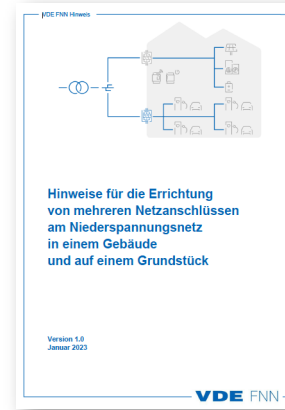 VDE FNN Hinweis
Hinweise für die Errichtung
von mehreren Netzanschlüssen
am Niederspannungsnetz
in einem Gebäude
und auf einem Grundstück
Version 1.0
Januar 2023
VDE FNN